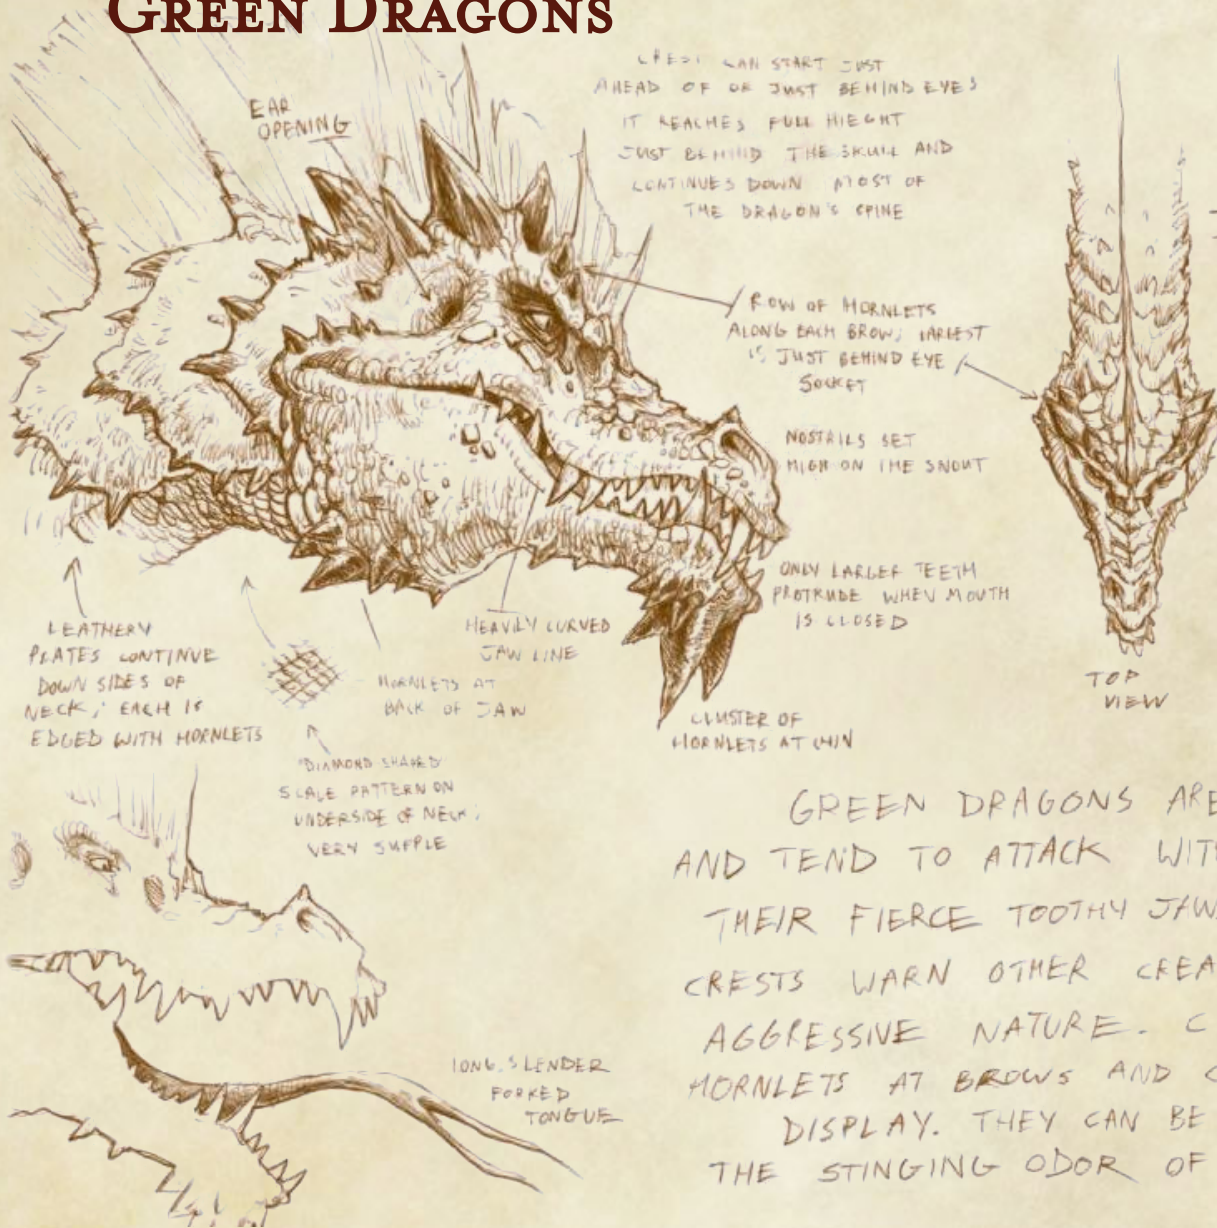 GREEN DRAGONS
CREST CAN START JUST
AHEAD OF OR JUST BEHIND EYES
IT REACHES FULL HIEGHT
JUST BEHIND THE SKULL AND
CONTINUES DOWN MOST OF
THE DRAGON'S SPINE
EAR
OPENING
ROW OF HORNLETS
ALONG EACH BROW; LARGEST
IS JUST BEHIND EYE
SOCKET
NOSTRILS SET
HIGH ON THE SNOUT
ONLY LARGER TEETH
PROTRUDE WHEN MOUTH
IS CLOSED
TOP
VIEW
LEATHERY
PLATES CONTINUE
DOWN SIDES OF
NECK; EACH IS
EDGED WITH HORNLETS
HEAVILY CURVED
JAW LINE
HORNLETS AT
BACK OF JAW
CLUSTER OF
HORNLETS AT CHIN
DIAMOND SHAPED
SCALE PATTERN ON
UNDERSIDE OF NECK;
VERY SUPPLE
LONG, SLENDER
FORKED
TONGUE
GREEN DRAGONS ARE
AND TEND TO ATTACK WIT
THEIR FIERCE TOOTHY JAW
CRESTS WARN OTHER CREA
AGGRESSIVE NATURE. C
HORNLETS AT BROWS AND C
DISPLAY. THEY CAN BE
THE STINGING ODOR OF